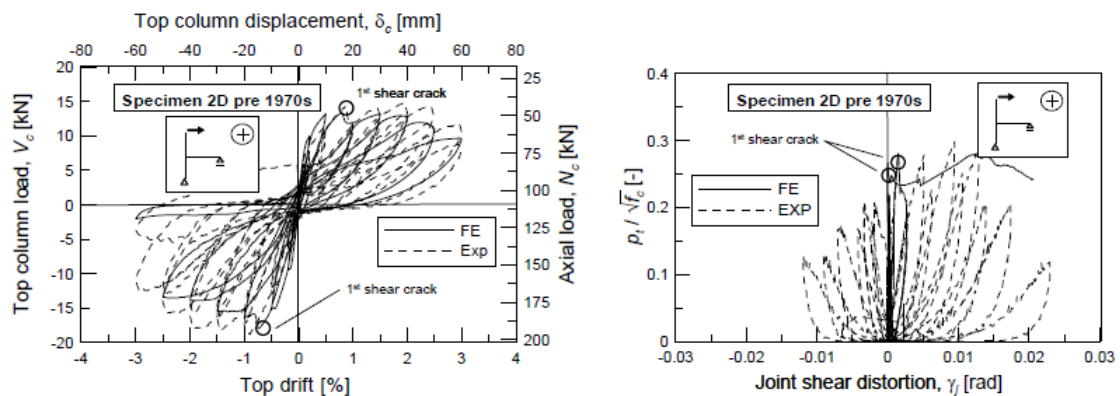 Top column displacement, δc [mm]
-80 -60 -40 -20 0 20 40 60 80
Top column load, Vc [kN]
20
15
10
5
0
-5
-10
-15
-20
Specimen 2D pre 1970s
1st shear crack
+
FE
Exp
1st shear crack
25
50
75
100
125
150
175
200
Axial load, Nc [kN]
-4 -3 -2 -1 0 1 2 3 4
Top drift [%]
pt / √fc [-]
0.4
0.3
0.2
0.1
0
Specimen 2D pre 1970s
1st shear crack
+
FE
EXP
-0.03 -0.02 -0.01 0 0.01 0.02 0.03
Joint shear distortion, γj [rad]